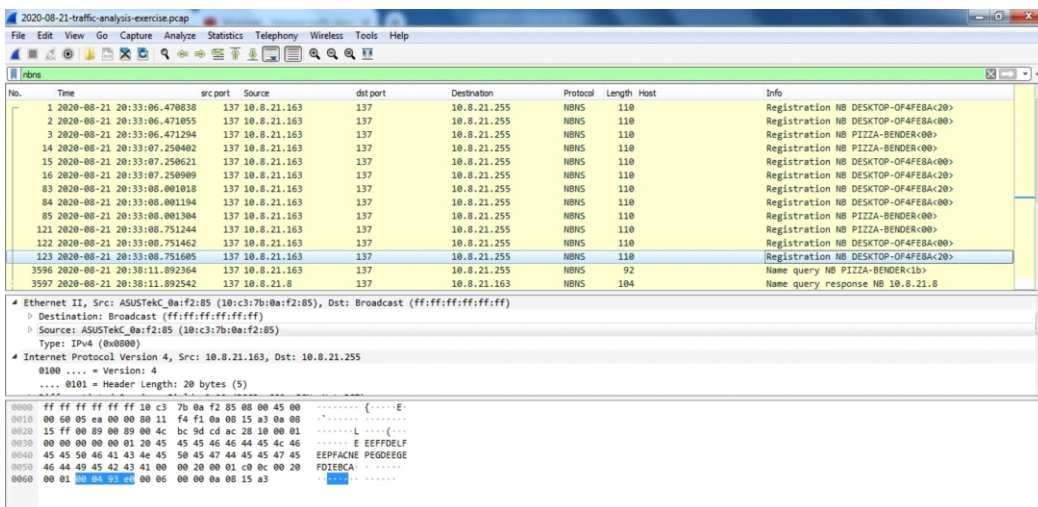 2020-08-21-traffic-analysis-exercise.pcap
File Edit View Go Capture Analyze Statistics Telephony Wireless Tools Help
nbns
No. Time src port Source dst port Destination Protocol Length Host Info
1 2020-08-21 20:33:06.470838 137 10.8.21.163 137 10.8.21.255 NBNS 110 Registration NB DESKTOP-OF4FE8A<20>
2 2020-08-21 20:33:06.471055 137 10.8.21.163 137 10.8.21.255 NBNS 110 Registration NB DESKTOP-OF4FE8A<00>
3 2020-08-21 20:33:06.471294 137 10.8.21.163 137 10.8.21.255 NBNS 110 Registration NB PIZZA-BENDER<00>
14 2020-08-21 20:33:07.250402 137 10.8.21.163 137 10.8.21.255 NBNS 110 Registration NB PIZZA-BENDER<00>
15 2020-08-21 20:33:07.250621 137 10.8.21.163 137 10.8.21.255 NBNS 110 Registration NB DESKTOP-OF4FE8A<00>
16 2020-08-21 20:33:07.250909 137 10.8.21.163 137 10.8.21.255 NBNS 110 Registration NB DESKTOP-OF4FE8A<20>
83 2020-08-21 20:33:08.001018 137 10.8.21.163 137 10.8.21.255 NBNS 110 Registration NB DESKTOP-OF4FE8A<20>
84 2020-08-21 20:33:08.001194 137 10.8.21.163 137 10.8.21.255 NBNS 110 Registration NB DESKTOP-OF4FE8A<00>
85 2020-08-21 20:33:08.001304 137 10.8.21.163 137 10.8.21.255 NBNS 110 Registration NB PIZZA-BENDER<00>
121 2020-08-21 20:33:08.751244 137 10.8.21.163 137 10.8.21.255 NBNS 110 Registration NB PIZZA-BENDER<00>
122 2020-08-21 20:33:08.751462 137 10.8.21.163 137 10.8.21.255 NBNS 110 Registration NB DESKTOP-OF4FE8A<00>
123 2020-08-21 20:33:08.751605 137 10.8.21.163 137 10.8.21.255 NBNS 110 Registration NB DESKTOP-OF4FE8A<20>
3596 2020-08-21 20:38:11.892364 137 10.8.21.163 137 10.8.21.255 NBNS 92 Name query NB PIZZA-BENDER<1b>
3597 2020-08-21 20:38:11.892542 137 10.8.21.8 137 10.8.21.163 NBNS 104 Name query response NB 10.8.21.8
Ethernet II, Src: ASUSTekC_0a:f2:85 (10:c3:7b:0a:f2:85), Dst: Broadcast (ff:ff:ff:ff:ff:ff)
Destination: Broadcast (ff:ff:ff:ff:ff:ff)
Source: ASUSTekC_0a:f2:85 (10:c3:7b:0a:f2:85)
Type: IPv4 (0x0800)
Internet Protocol Version 4, Src: 10.8.21.163, Dst: 10.8.21.255
0100 .... = Version: 4
.... 0101 = Header Length: 20 bytes (5)
0000 ff ff ff ff ff ff 10 c3 7b 0a f2 85 08 00 45 00 ········ {·····E·
0010 00 60 05 ea 00 00 80 11 f4 f1 0a 08 15 a3 0a 08 ·`······ ········
0020 15 ff 00 89 00 89 00 4c bc 9d cd ac 28 10 00 01 ·······L ····(···
0030 00 00 00 00 00 01 20 45 45 45 46 46 44 45 4c 46 ······ E EEFFDELF
0040 45 45 50 46 41 43 4e 45 50 45 47 44 45 45 47 45 EEPFACNE PEGDEEGE
0050 46 44 49 45 42 43 41 00 00 20 00 01 c0 0c 00 20 FDIEBCA· · ·····
0060 00 01 00 04 93 e0 00 06 00 00 0a 08 15 a3 ········ ······